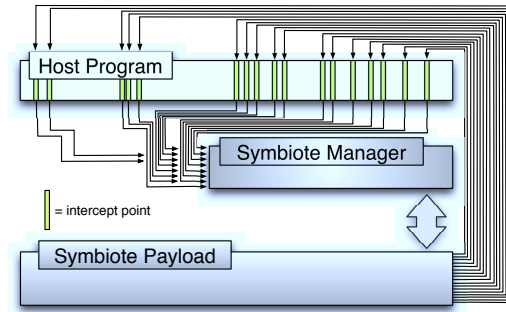 Host Program
Symbiote Manager
= intercept point
Symbiote Payload